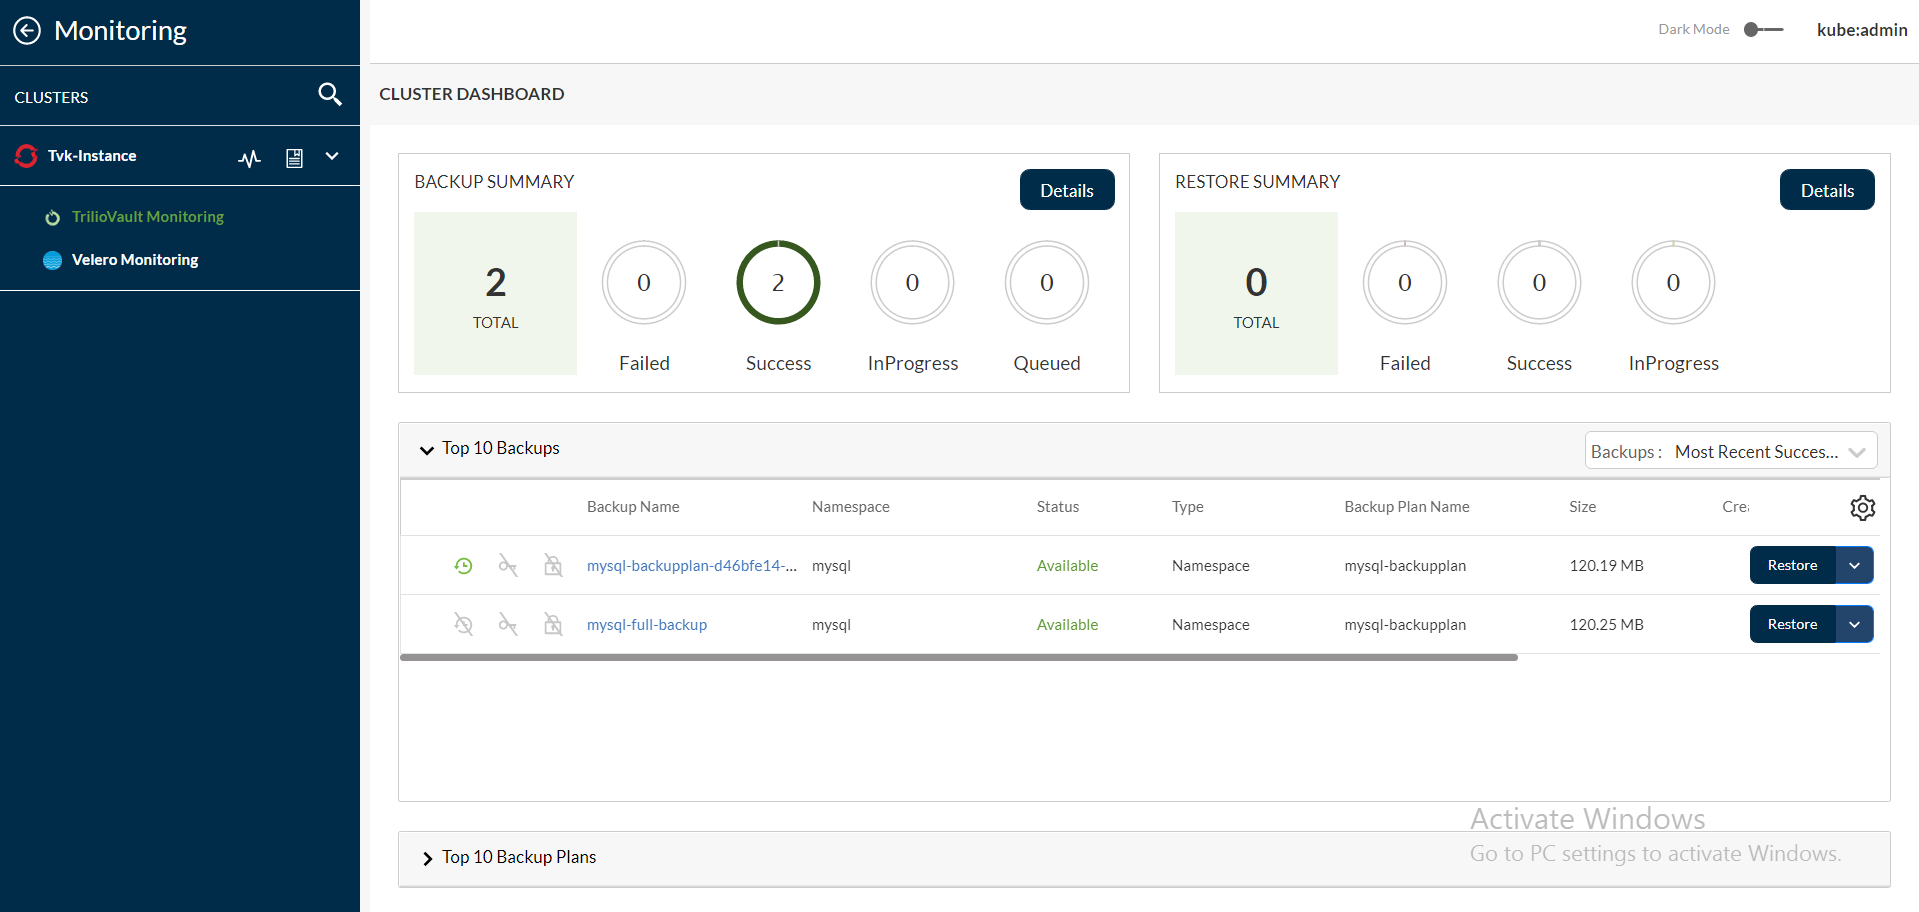 Monitoring
Dark Mode
kube:admin
CLUSTERS
CLUSTER DASHBOARD
Tvk-Instance
TrilioVault Monitoring
Velero Monitoring
BACKUP SUMMARY
Details
2
TOTAL
0
Failed
2
Success
0
InProgress
0
Queued
RESTORE SUMMARY
Details
0
TOTAL
0
Failed
0
Success
0
InProgress
Top 10 Backups
Backups : Most Recent Succes...
Backup Name Namespace Status Type Backup Plan Name Size Crea
mysql-backupplan-d46bfe14-... mysql Available Namespace mysql-backupplan 120.19 MB Restore
mysql-full-backup mysql Available Namespace mysql-backupplan 120.25 MB Restore
Activate Windows
Go to PC settings to activate Windows.
Top 10 Backup Plans